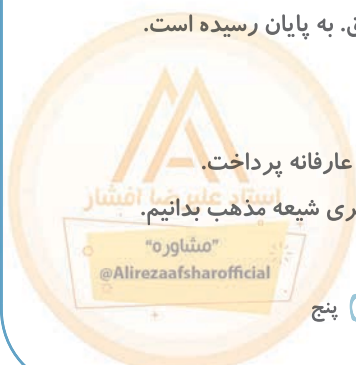 ق. به پایان رسیده است.
عارفانه پرداخت.
ری شیعه مذهب بدانیم.
استاد علیرضا افشار
"مشاوره"
@Alirezaafsharofficial
پنج